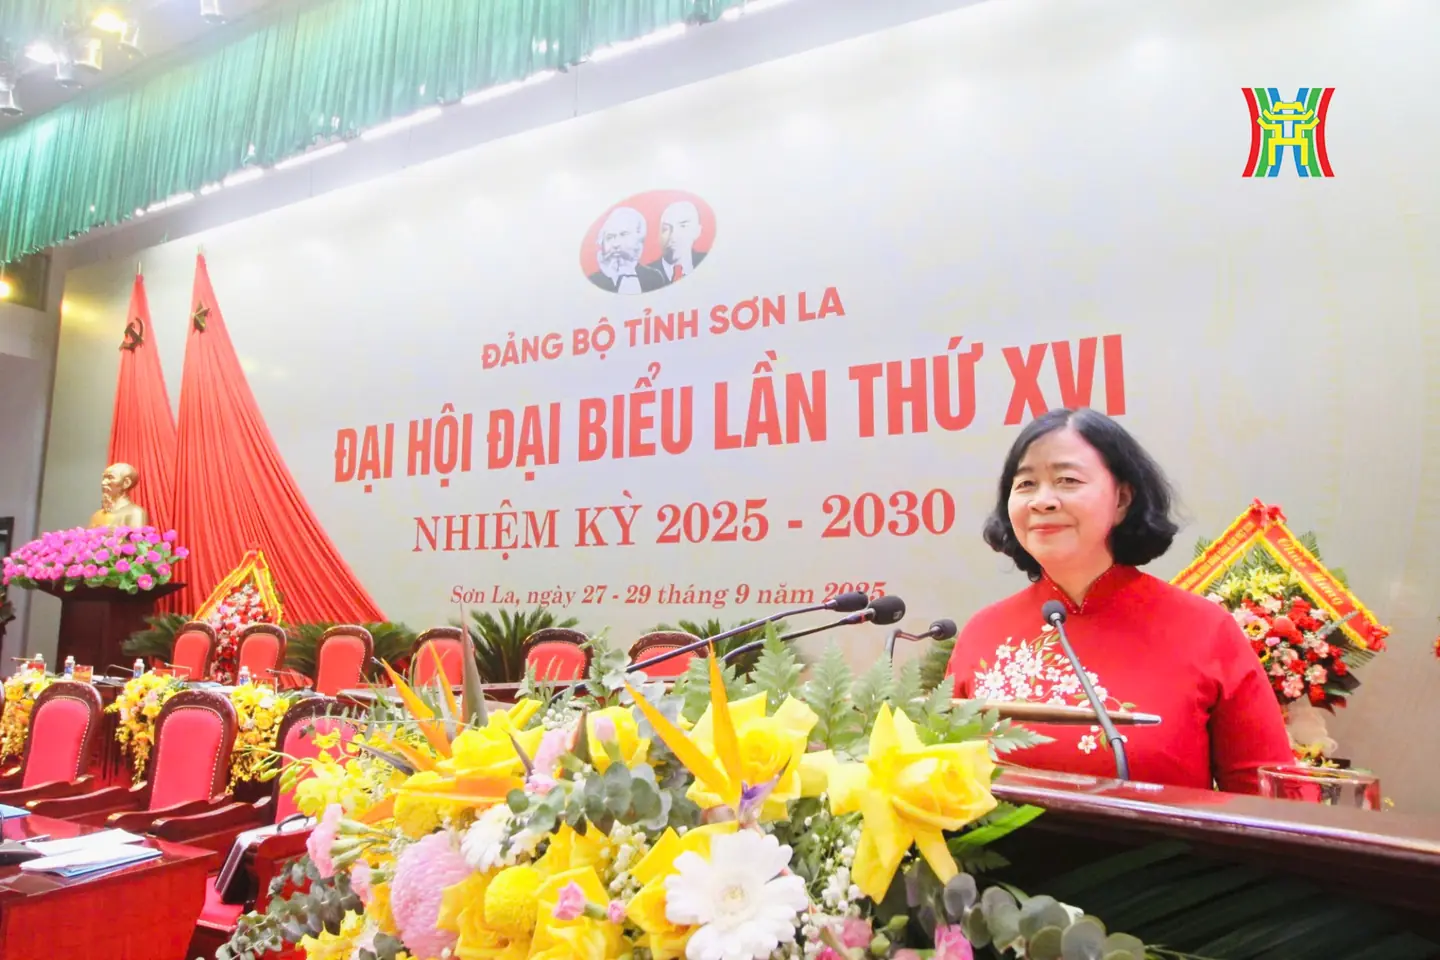 ĐẢNG BỘ TỈNH SƠN LA
ĐẠI HỘI ĐẠI BIỂU LẦN THỨ XVI
NHIỆM KỲ 2025 - 2030
Sơn La, ngày 27 - 29 tháng 9 năm 2025